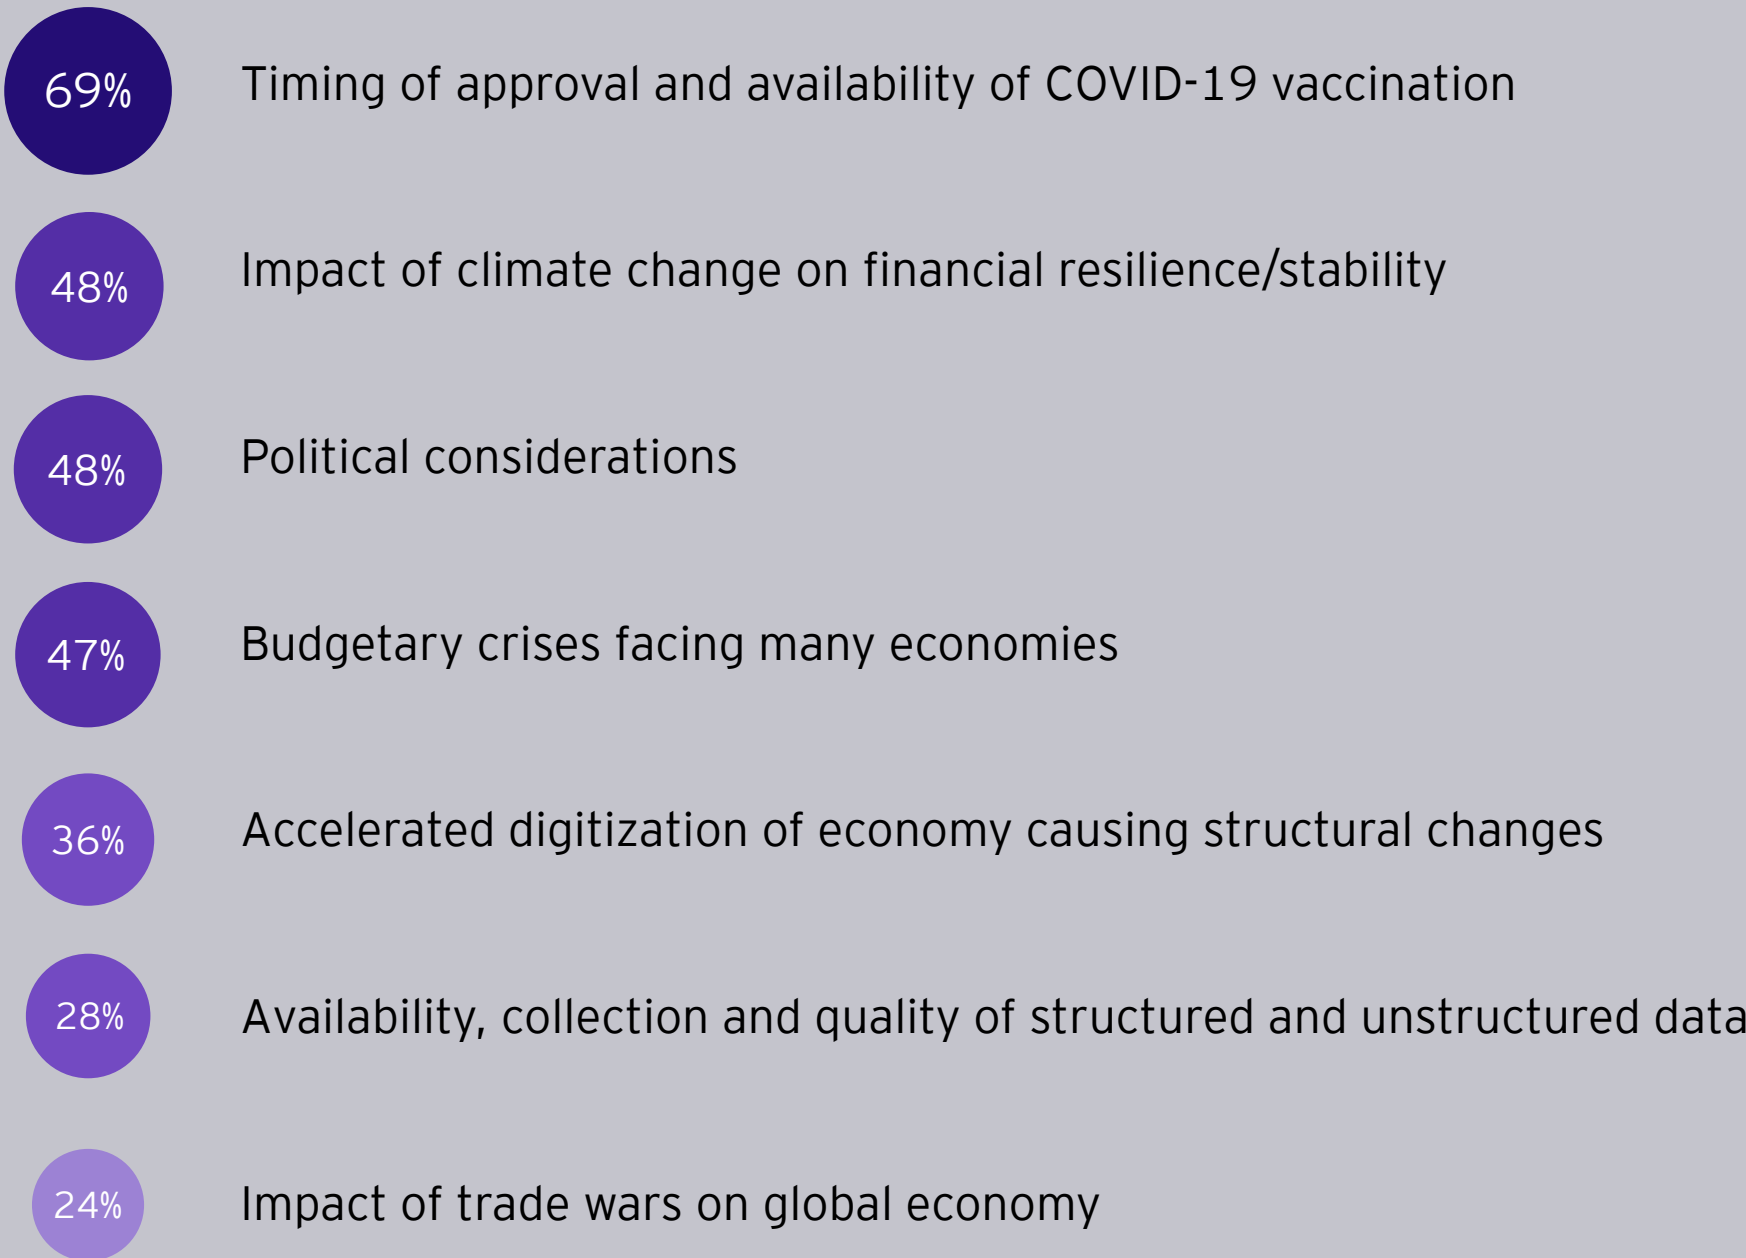 69% Timing of approval and availability of COVID-19 vaccination
48% Impact of climate change on financial resilience/stability
48% Political considerations
47% Budgetary crises facing many economies
36% Accelerated digitization of economy causing structural changes
28% Availability, collection and quality of structured and unstructured data
24% Impact of trade wars on global economy